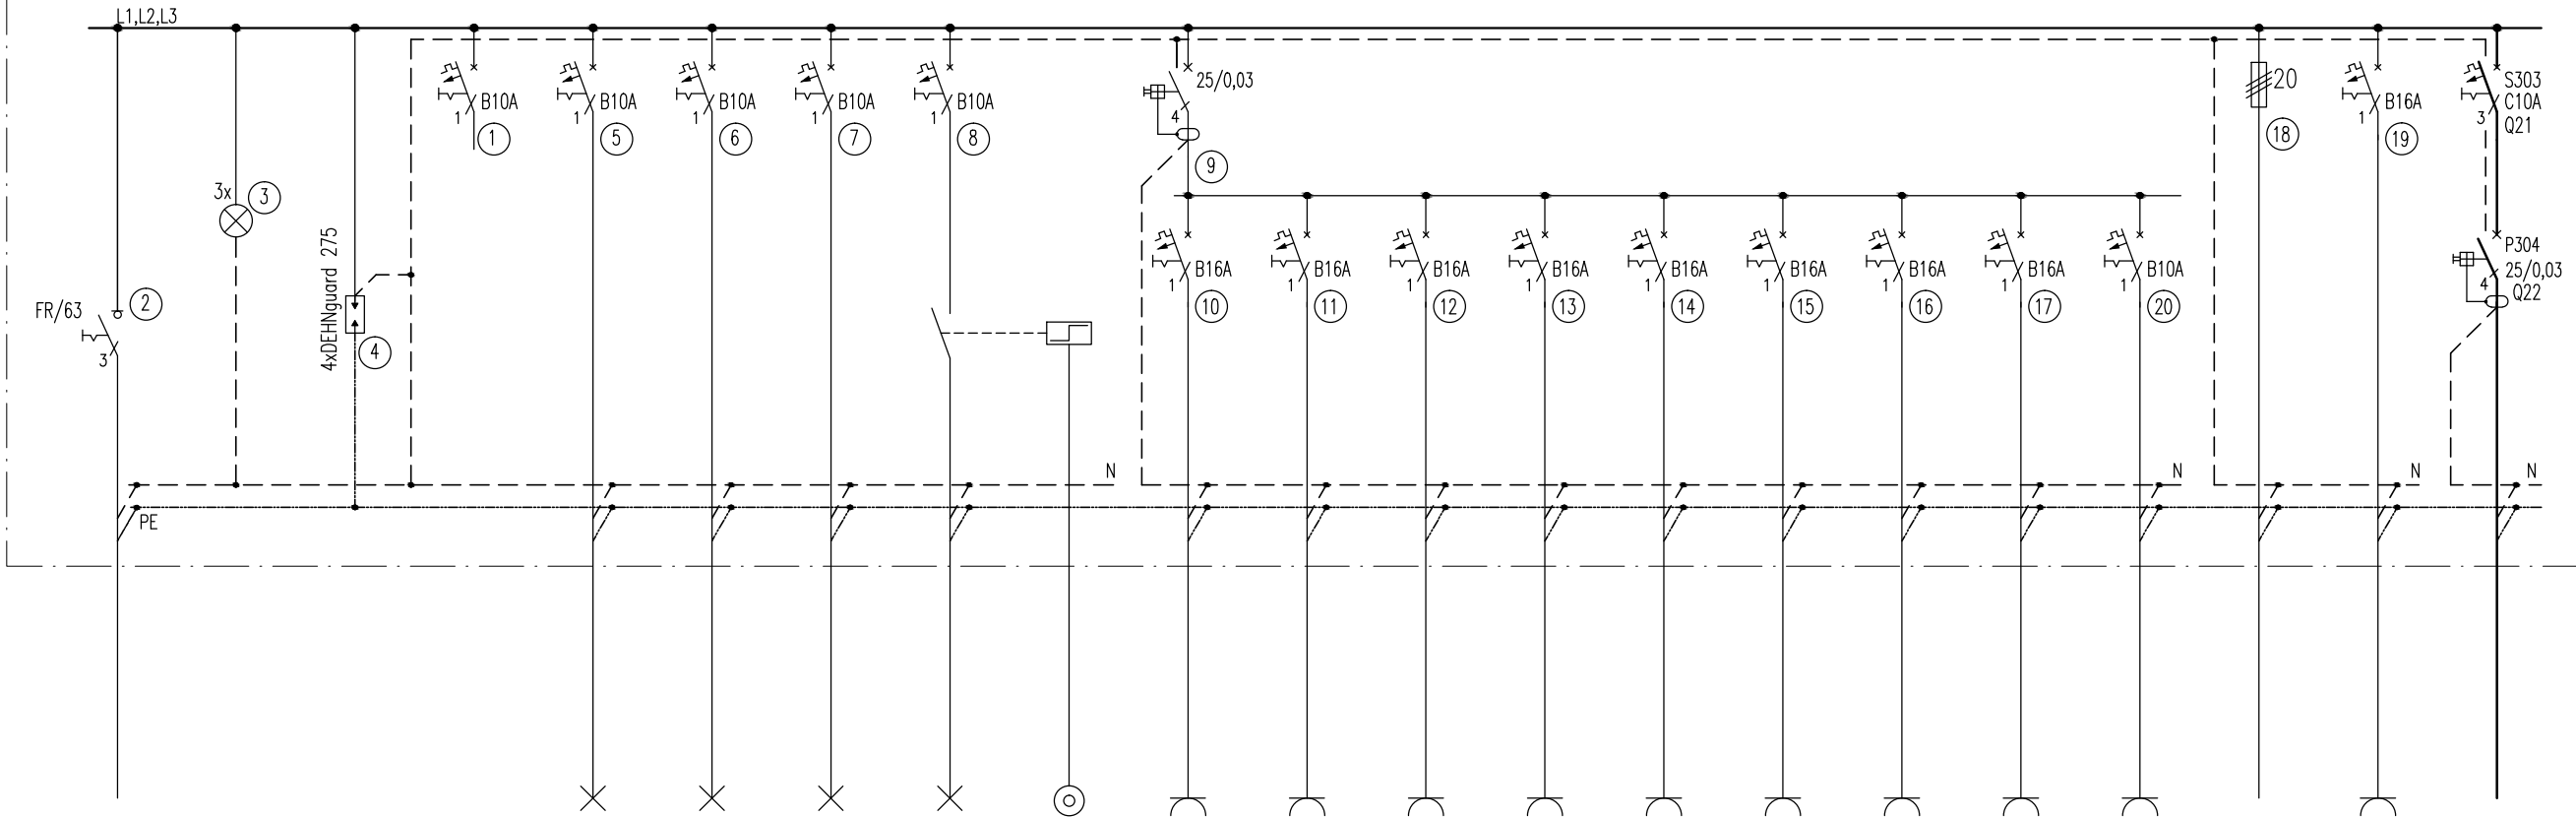 L1,L2,L3
FR/63
3
2
3x
3
4xDEHNguard 275
4
B10A
1
1
B10A
1
5
B10A
1
6
B10A
1
7
B10A
1
8
25/0,03
4
9
B16A
1
10
B16A
1
11
B16A
1
12
B16A
1
13
B16A
1
14
B16A
1
15
B16A
1
16
B16A
1
17
B10A
1
20
20
18
B16A
1
19
S303
C10A
3
Q21
P304
25/0,03
4
Q22
N
N
N
N
PE